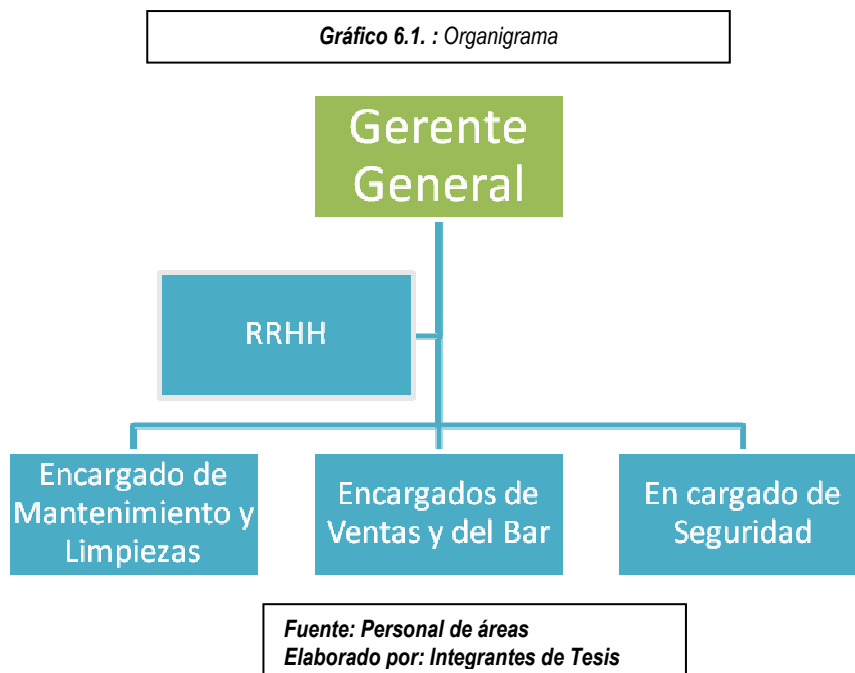 Gráfico 6.1. : Organigrama
Gerente
General
RRHH
Encargado de
Mantenimiento y
Limpiezas
Encargados de
Ventas y del Bar
En cargado de
Seguridad
Fuente: Personal de áreas
Elaborado por: Integrantes de Tesis